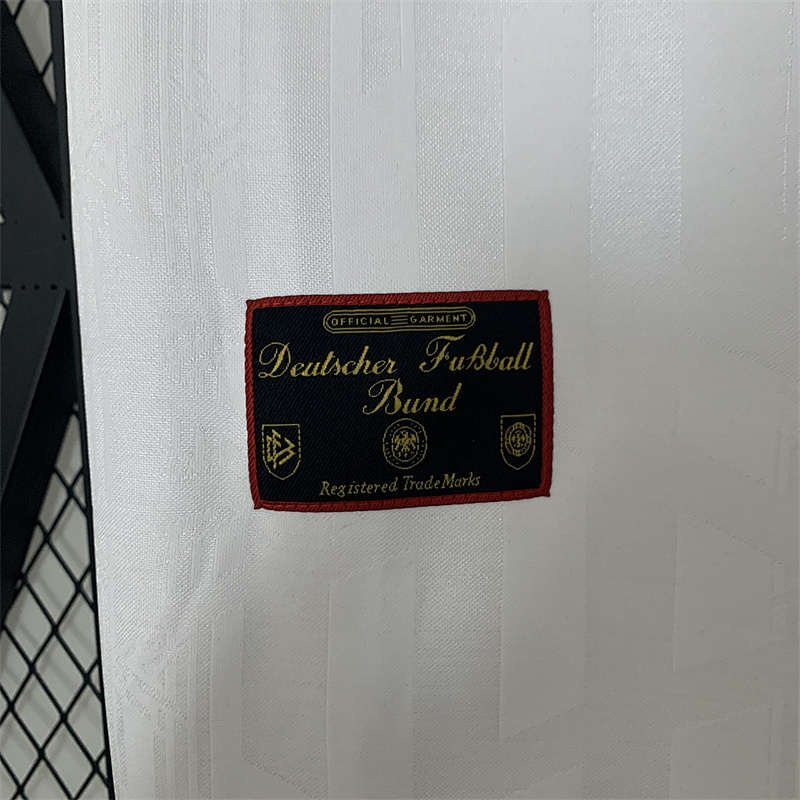 OFFICIAL GARMENT
Deutscher Fußball
Bund
Registered TradeMarks